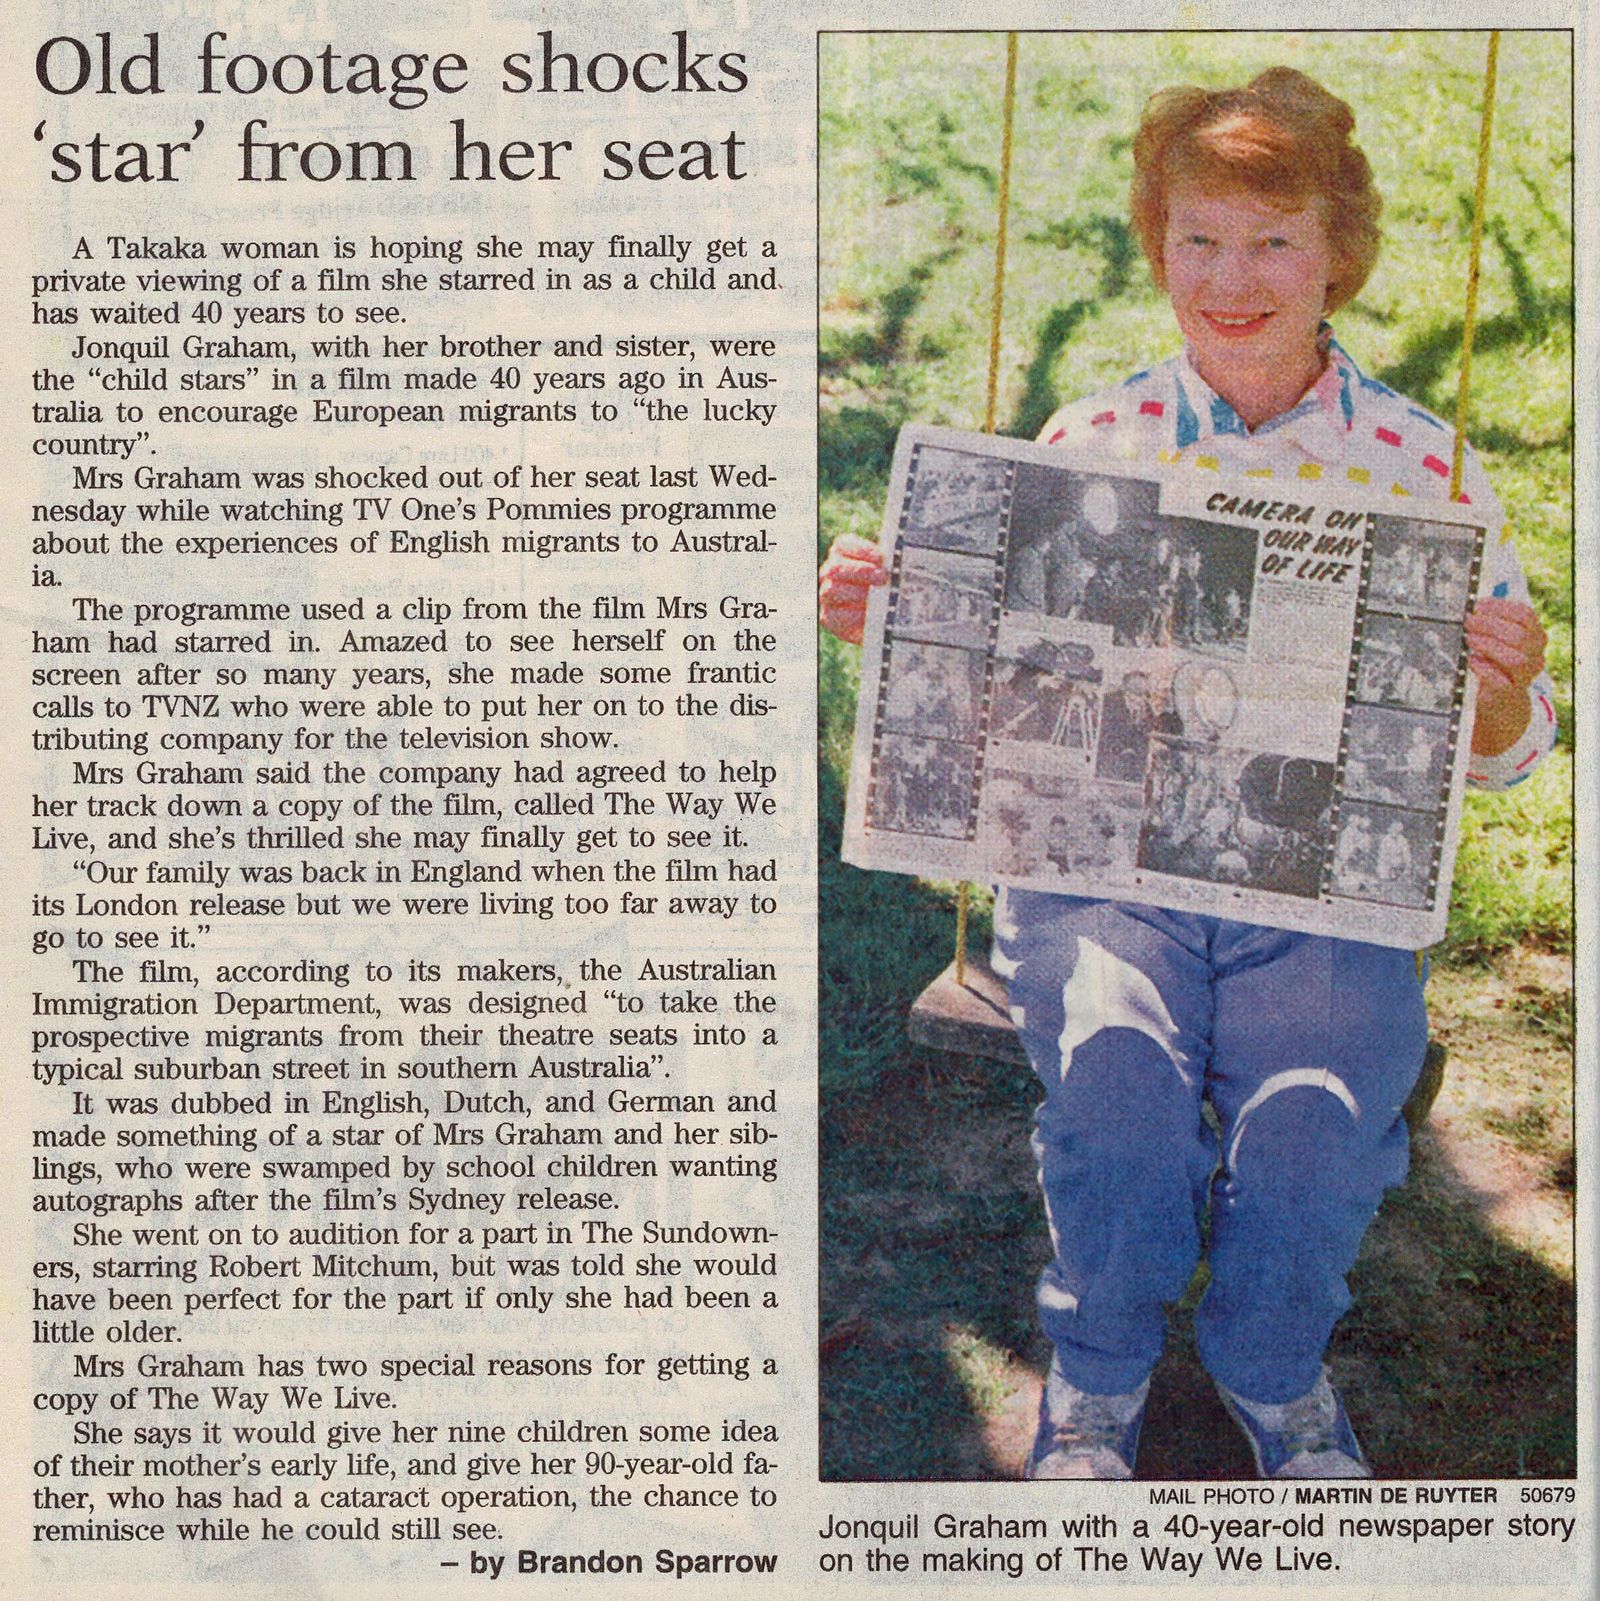 Old footage shocks
‘star’ from her seat
A Takaka woman is hoping she may finally get a
private viewing of a film she starred in as a child and
has waited 40 years to see.
Jonquil Graham, with her brother and sister, were
the “child stars” in a film made 40 years ago in Aus-
tralia to encourage European migrants to “the lucky
country”.
Mrs Graham was shocked out of her seat last Wed-
nesday while watching TV One’s Pommies programme
about the experiences of English migrants to Austral-
ia.
The programme used a clip from the film Mrs Gra-
ham had starred in. Amazed to see herself on the
screen after so many years, she made some frantic
calls to TVNZ who were able to put her on to the dis-
tributing company for the television show.
Mrs Graham said the company had agreed to help
her track down a copy of the film, called The Way We
Live, and she’s thrilled she may finally get to see it.
“Our family was back in England when the film had
its London release but we were living too far away to
go to see it.”
The film, according to its makers, the Australian
Immigration Department, was designed “to take the
prospective migrants from their theatre seats into a
typical suburban street in southern Australia”.
It was dubbed in English, Dutch, and German and
made something of a star of Mrs Graham and her sib-
lings, who were swamped by school children wanting
autographs after the film’s Sydney release.
She went on to audition for a part in The Sundown-
ers, starring Robert Mitchum, but was told she would
have been perfect for the part if only she had been a
little older.
Mrs Graham has two special reasons for getting a
copy of The Way We Live.
She says it would give her nine children some idea
of their mother’s early life, and give her 90-year-old fa-
ther, who has had a cataract operation, the chance to
reminisce while he could still see.
– by Brandon Sparrow
CAMERA ON
OUR WAY
OF LIFE
MAIL PHOTO / MARTIN DE RUYTER 50679
Jonquil Graham with a 40-year-old newspaper story
on the making of The Way We Live.